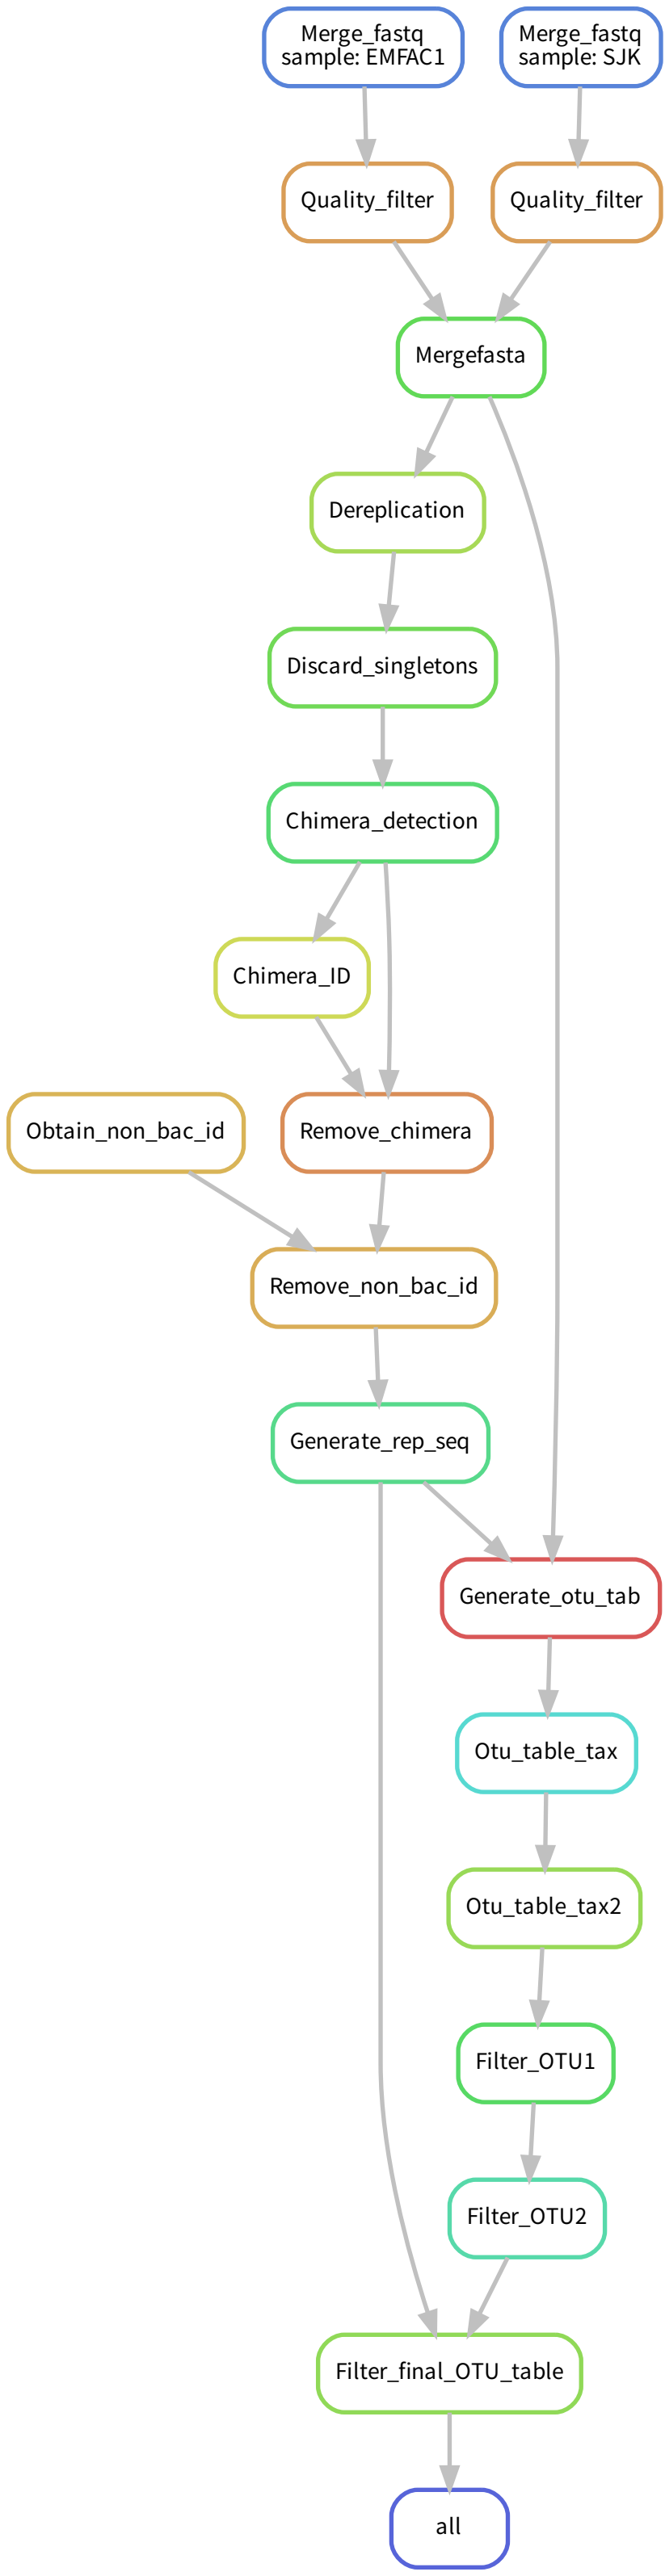 Merge_fastq
sample: EMFAC1
Merge_fastq
sample: SJK
Quality_filter
Quality_filter
Mergefasta
Dereplication
Discard_singletons
Chimera_detection
Chimera_ID
Obtain_non_bac_id
Remove_chimera
Remove_non_bac_id
Generate_rep_seq
Generate_otu_tab
Otu_table_tax
Otu_table_tax2
Filter_OTU1
Filter_OTU2
Filter_final_OTU_table
all